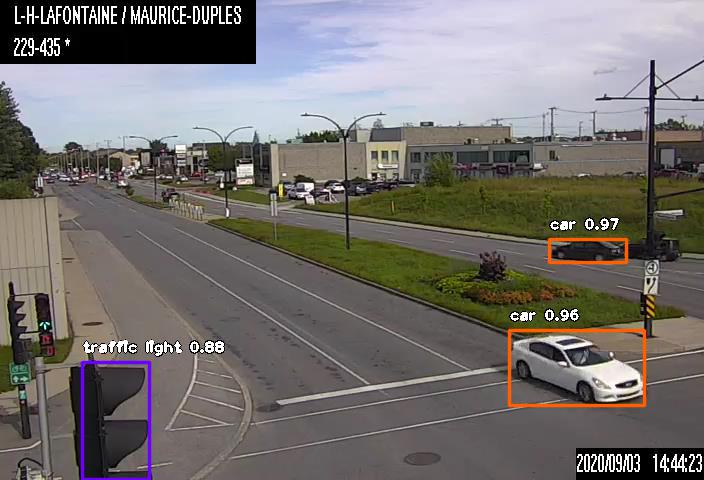 L-H-LAFONTAINE / MAURICE-DUPLES
229-435 *
car 0.97
car 0.96
traffic light 0.88
2020/09/03 14:44:23